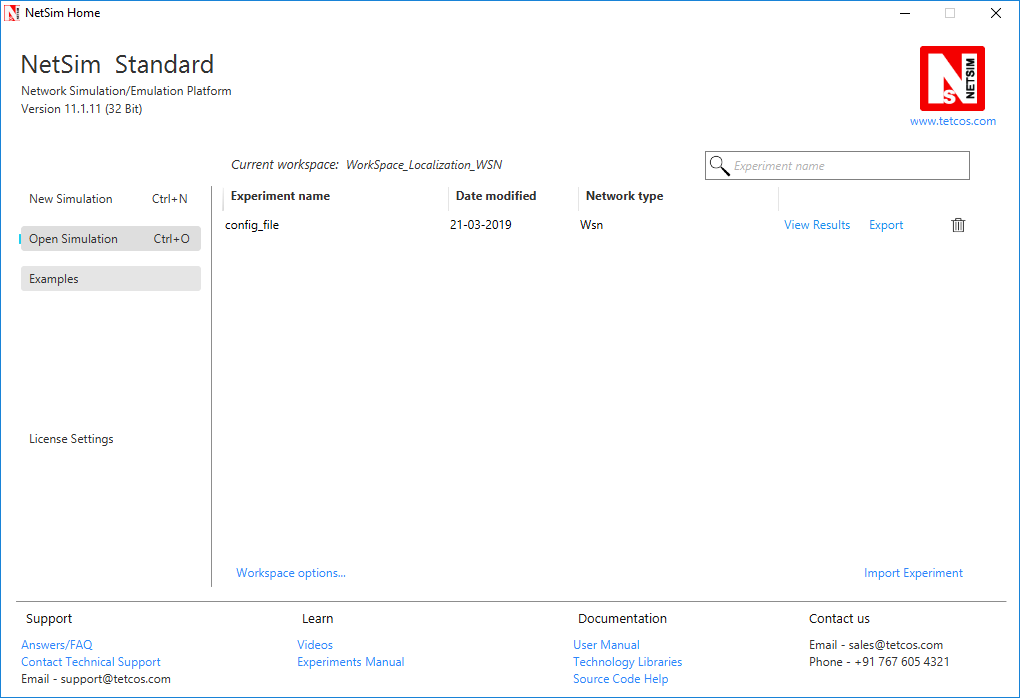 NetSim Home
NetSim Standard
Network Simulation/Emulation Platform
Version 11.1.11 (32 Bit)
NETSIM
www.tetcos.com
Current workspace: WorkSpace_Localization_WSN
Experiment name
New Simulation Ctrl+N
Open Simulation Ctrl+O
Examples
License Settings
Experiment name Date modified Network type
config_file 21-03-2019 Wsn View Results Export
Workspace options... Import Experiment
Support
Answers/FAQ
Contact Technical Support
Email - support@tetcos.com
Learn
Videos
Experiments Manual
Documentation
User Manual
Technology Libraries
Source Code Help
Contact us
Email - sales@tetcos.com
Phone - +91 767 605 4321